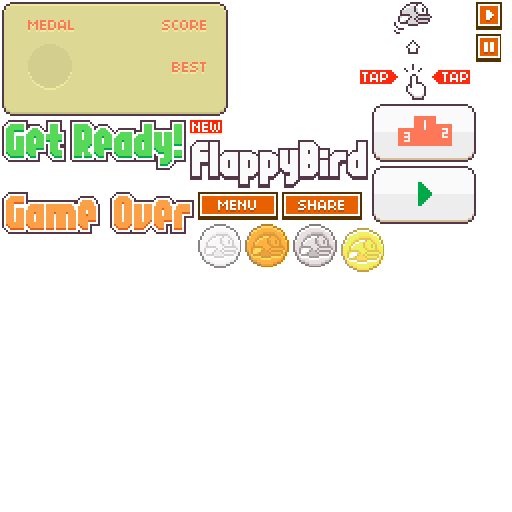 MEDAL SCORE
BEST
TAP TAP
Get Ready!
NEW
FlappyBird
1
3 2
Game Over
MENU SHARE